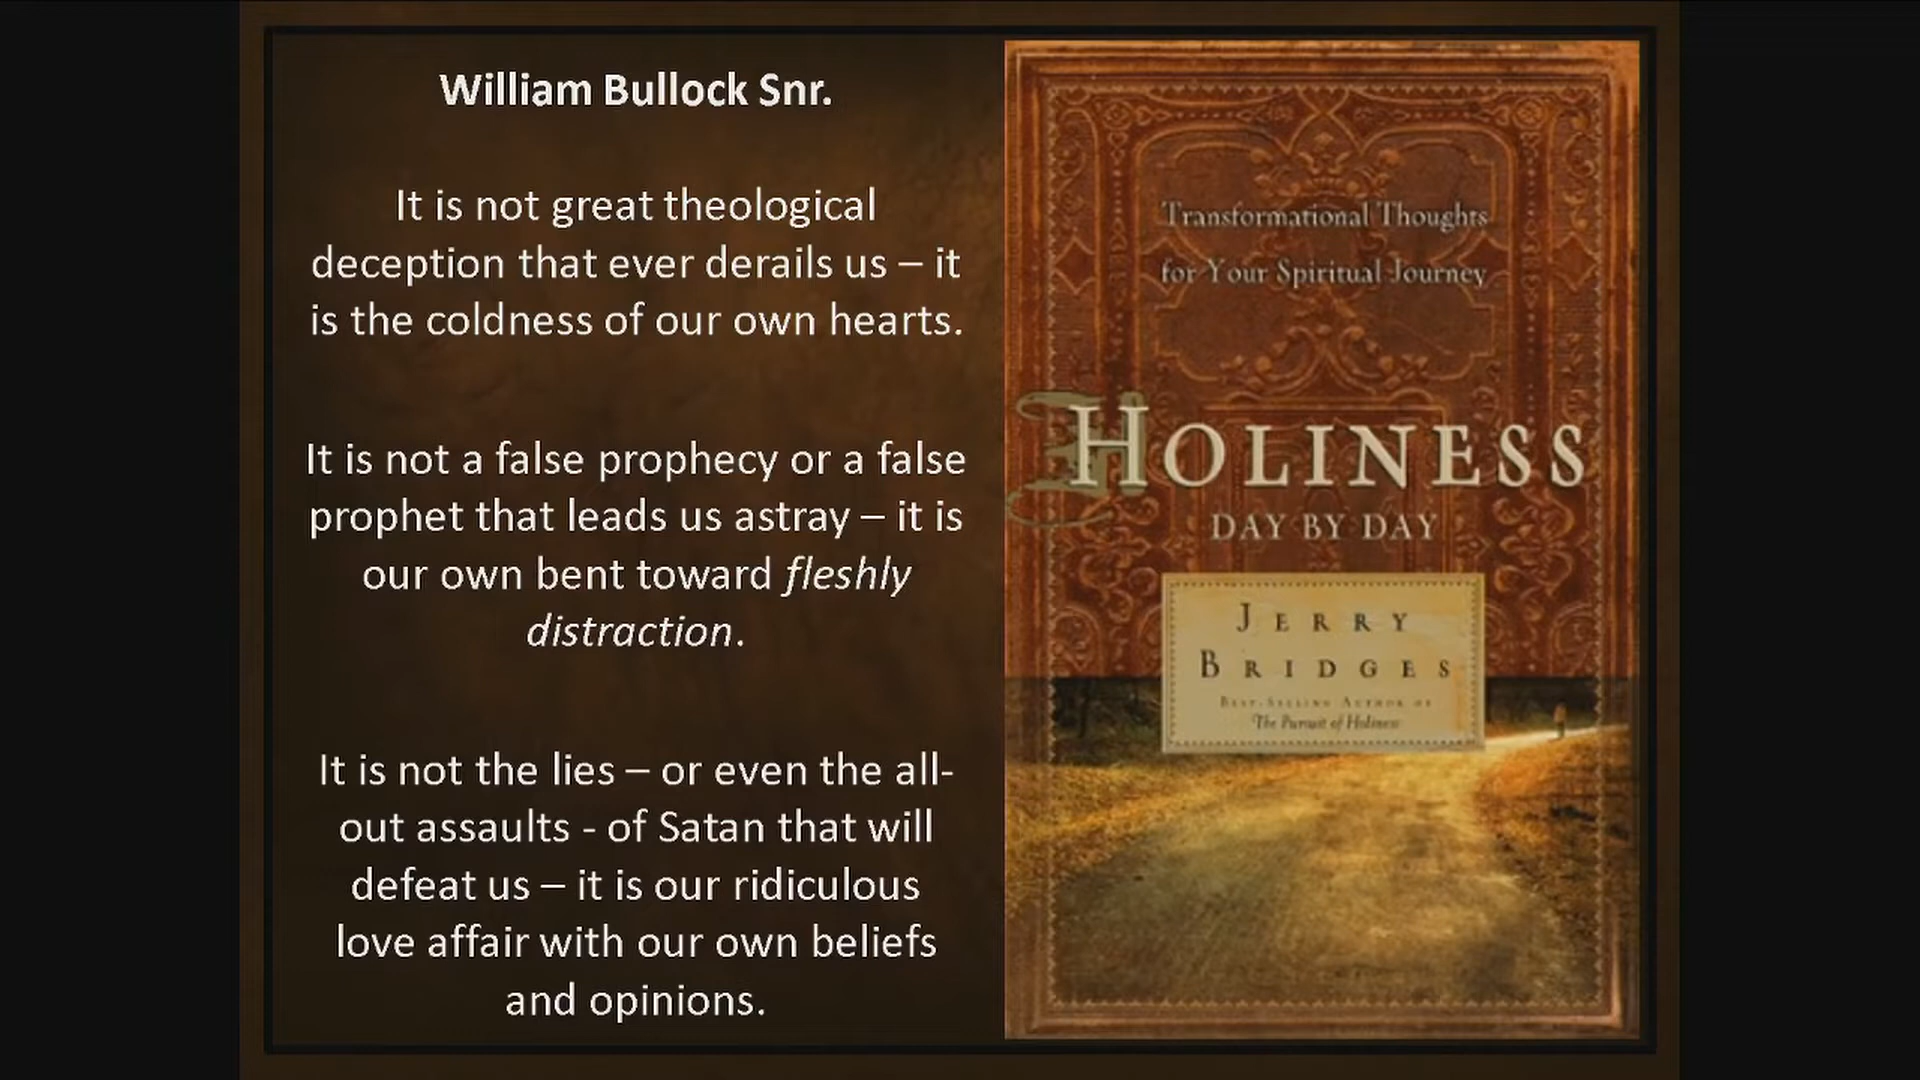 William Bullock Snr.
It is not great theological
deception that ever derails us – it
is the coldness of our own hearts.
It is not a false prophecy or a false
prophet that leads us astray – it is
our own bent toward fleshly
distraction.
It is not the lies – or even the all-
out assaults - of Satan that will
defeat us – it is our ridiculous
love affair with our own beliefs
and opinions.
Transformational Thoughts
for Your Spiritual Journey
HOLINESS
DAY BY DAY
JERRY
BRIDGES
BEST-SELLING AUTHOR OF
The Pursuit of Holiness